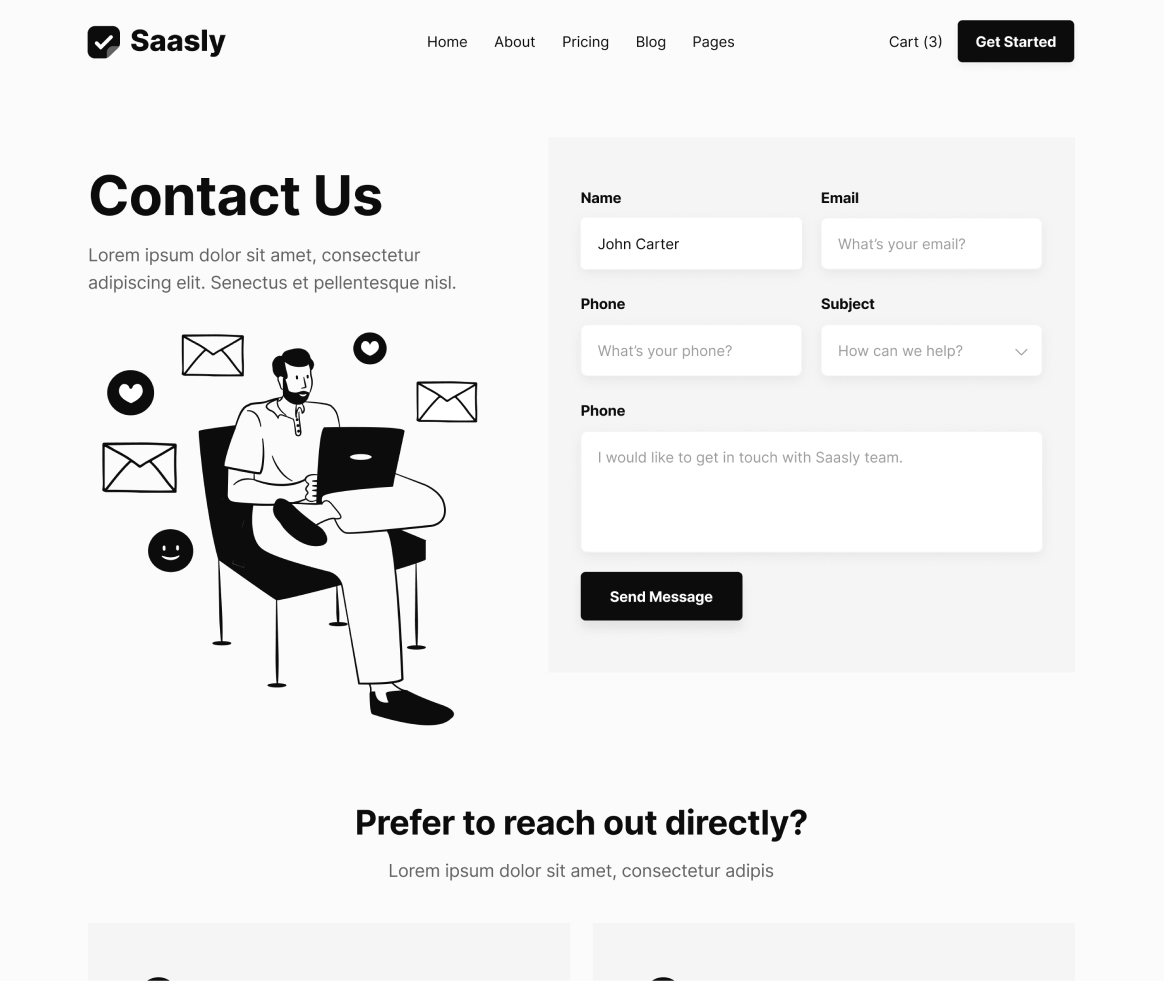 Saasly
Home
About
Pricing
Blog
Pages
Cart (3)
Get Started
Contact Us
Lorem ipsum dolor sit amet, consectetur
adipiscing elit. Senectus et pellentesque nisl.
Name
Email
John Carter
What’s your email?
Phone
Subject
What’s your phone?
How can we help?
Phone
I would like to get in touch with Saasly team.
Send Message
Prefer to reach out directly?
Lorem ipsum dolor sit amet, consectetur adipis